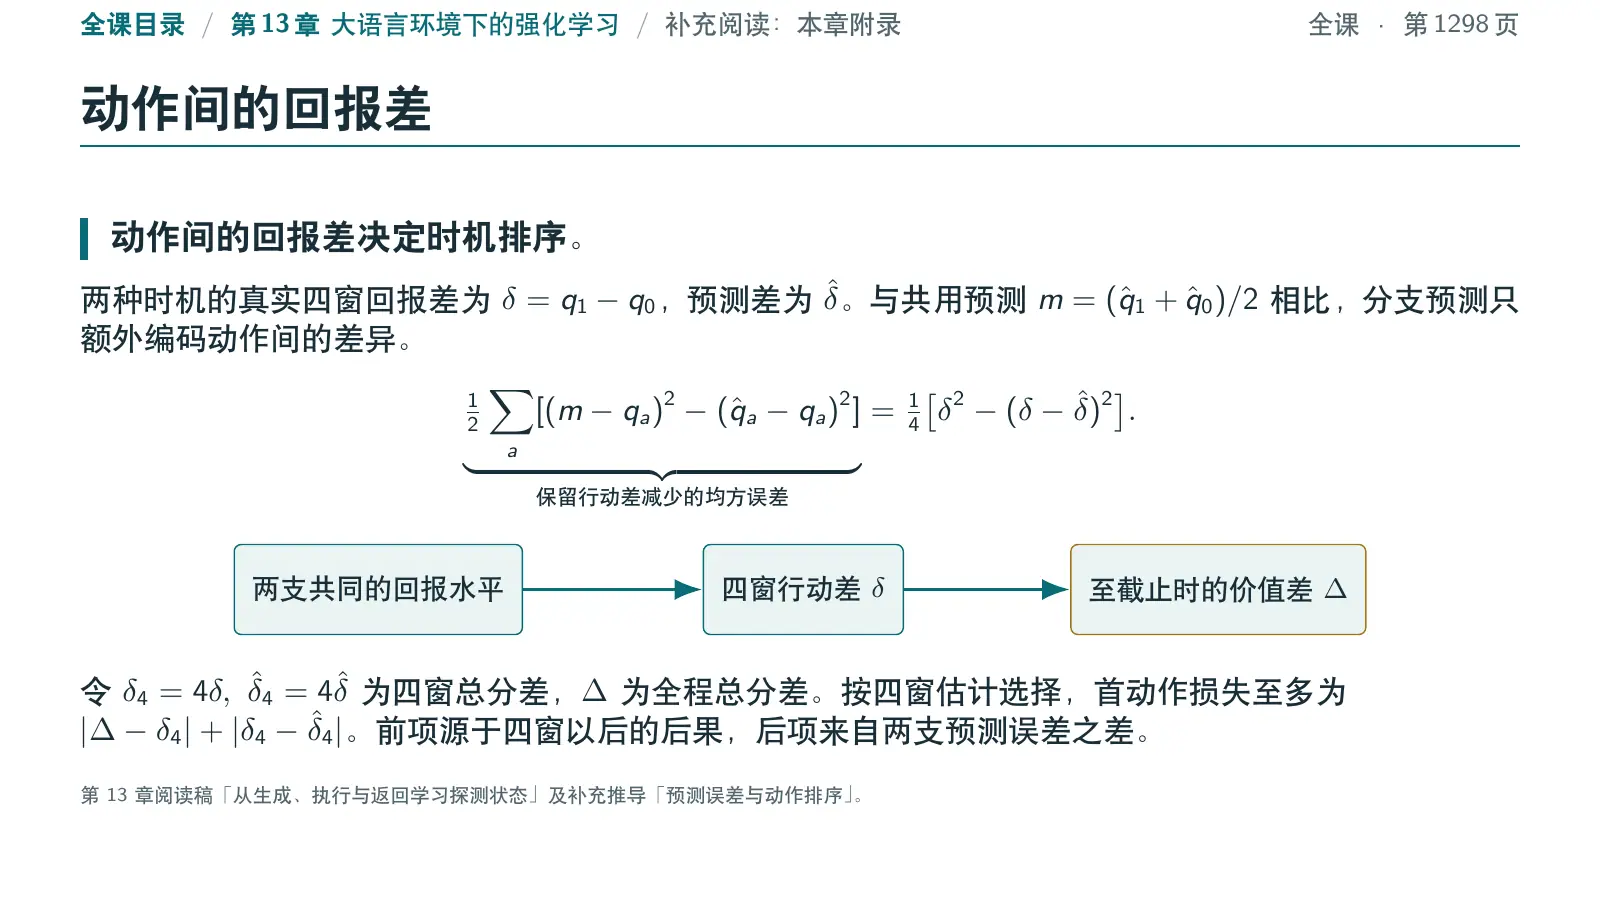 全课目录 / 第 13 章 大语言环境下的强化学习 / 补充阅读：本章附录
全课 · 第 1298 页
动作间的回报差
动作间的回报差决定时机排序。
两种时机的真实四窗回报差为 δ = q₁ − q₀，预测差为 δ̂。与共用预测 m = (q̂₁ + q̂₀)/2 相比，分支预测只
额外编码动作间的差异。
½ ∑ₐ [(m − qₐ)² − (q̂ₐ − qₐ)²] = ¼[δ² − (δ − δ̂)²].
保留行动差减少的均方误差
两支共同的回报水平
四窗行动差 δ
至截止时的价值差 Δ
令 δ₄ = 4δ, δ̂₄ = 4δ̂ 为四窗总分差，Δ 为全程总分差。按四窗估计选择，首动作损失至多为
|Δ − δ₄| + |δ₄ − δ̂₄|。前项源于四窗以后的后果，后项来自两支预测误差之差。
第 13 章阅读稿「从生成、执行与返回学习探测状态」及补充推导「预测误差与动作排序」。